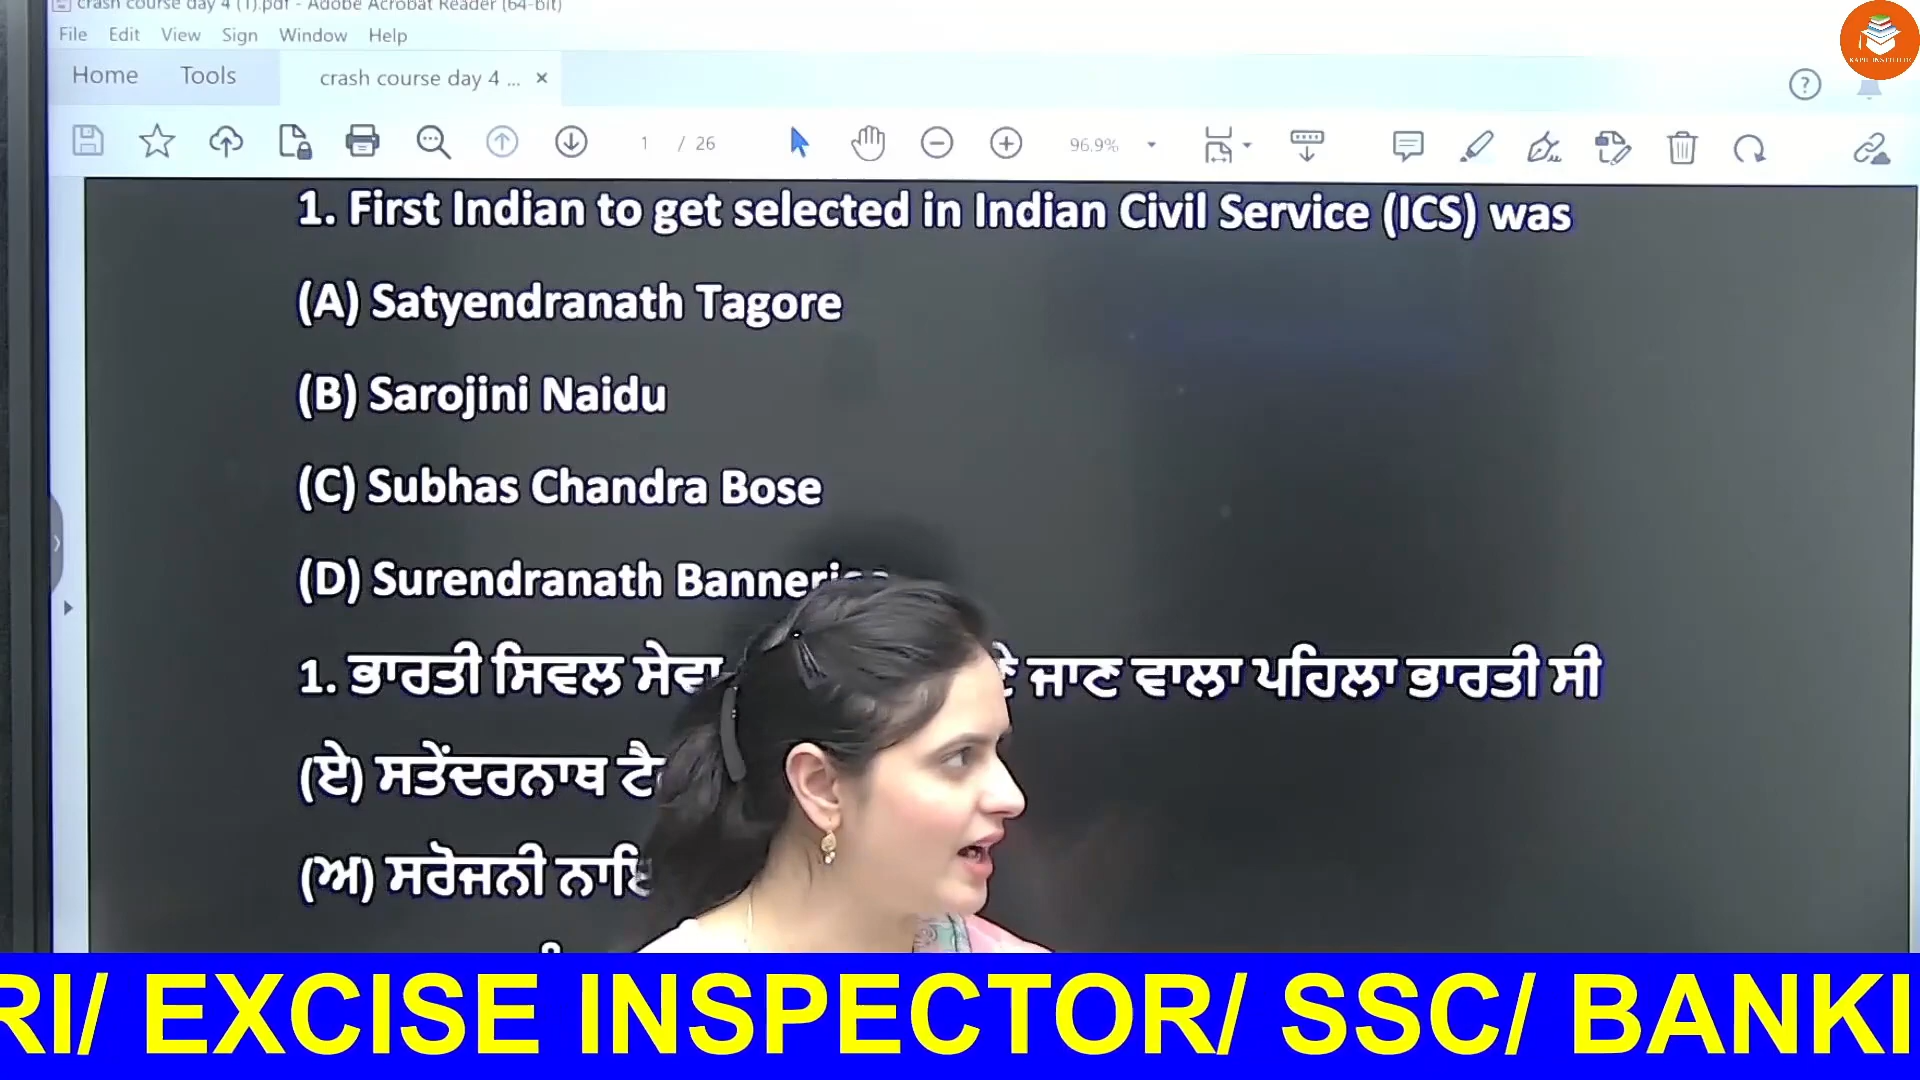 crash course day 4 (1).pdf - Adobe Acrobat Reader (64-bit)
File Edit View Sign Window Help
Home Tools crash course day 4 ...
1 / 26 96.9%
KAPIL INSTITUTE
1. First Indian to get selected in Indian Civil Service (ICS) was
(A) Satyendranath Tagore
(B) Sarojini Naidu
(C) Subhas Chandra Bose
(D) Surendranath
1. ਭਾਰਤੀ ਸਿਵਲ ਸੇਵਾ ਜਾਣ ਵਾਲਾ ਪਹਿਲਾ ਭਾਰਤੀ ਸੀ
(ੲ) ਸਤੇਂਦਰਨਾਥ
(ਅ) ਸਰੋਜਨੀ
RI/ EXCISE INSPECTOR/ SSC/ BANKI